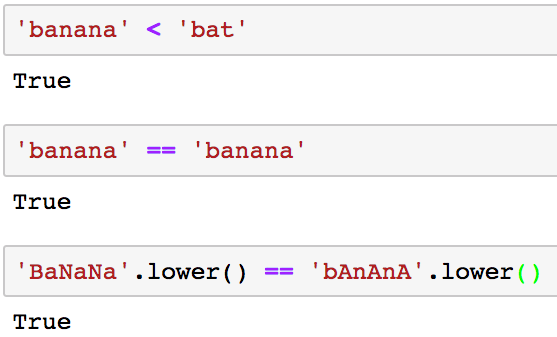 'banana' < 'bat'
True
'banana' == 'banana'
True
'BaNaNa'.lower() == 'bAnAnA'.lower()
True